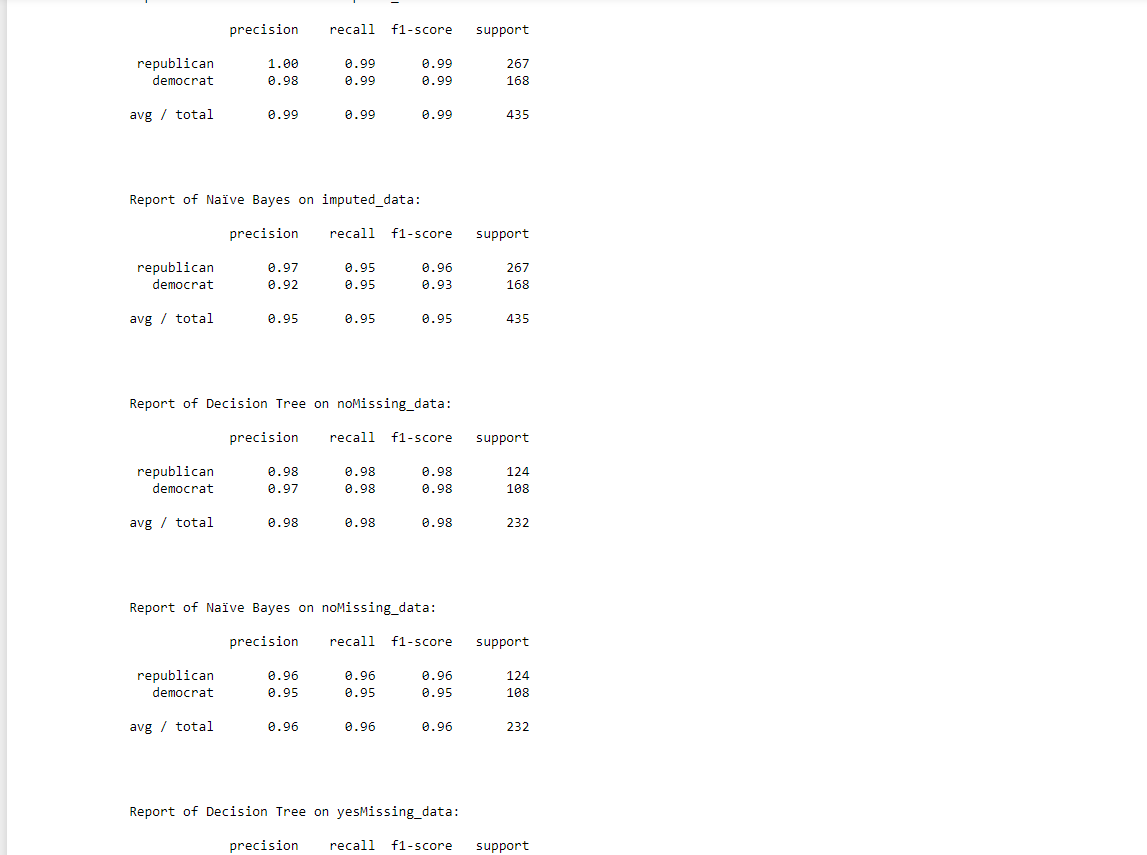 precision recall f1-score support
republican 1.00 0.99 0.99 267
democrat 0.98 0.99 0.99 168
avg / total 0.99 0.99 0.99 435
Report of Naïve Bayes on imputed_data:
precision recall f1-score support
republican 0.97 0.95 0.96 267
democrat 0.92 0.95 0.93 168
avg / total 0.95 0.95 0.95 435
Report of Decision Tree on noMissing_data:
precision recall f1-score support
republican 0.98 0.98 0.98 124
democrat 0.97 0.98 0.98 108
avg / total 0.98 0.98 0.98 232
Report of Naïve Bayes on noMissing_data:
precision recall f1-score support
republican 0.96 0.96 0.96 124
democrat 0.95 0.95 0.95 108
avg / total 0.96 0.96 0.96 232
Report of Decision Tree on yesMissing_data:
precision recall f1-score support